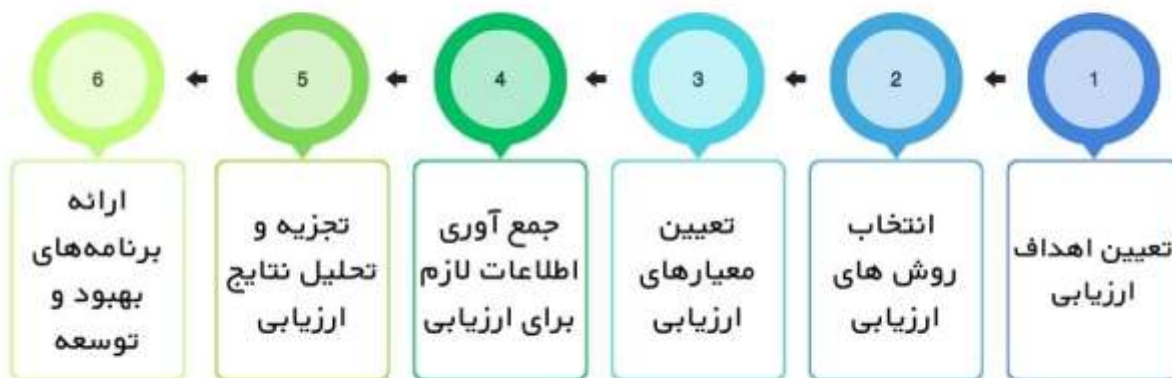 1
تعیین اهداف
ارزیابی
2
انتخاب
روش های
ارزیابی
3
تعیین
معیارهای
ارزیابی
4
جمع آوری
اطلاعات لازم
برای ارزیابی
5
تجزیه و
تحلیل نتایج
ارزیابی
6
ارائه
برنامه‌های
بهبود و
توسعه